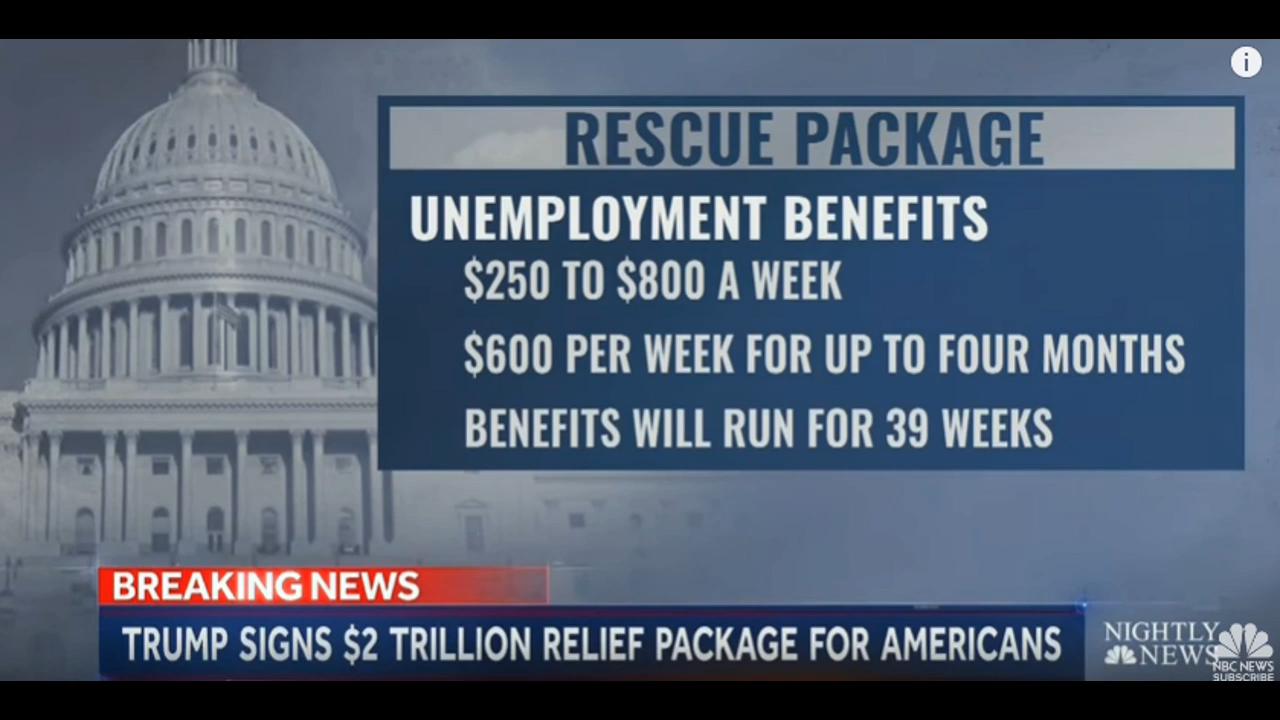 i
RESCUE PACKAGE
UNEMPLOYMENT BENEFITS
$250 TO $800 A WEEK
$600 PER WEEK FOR UP TO FOUR MONTHS
BENEFITS WILL RUN FOR 39 WEEKS
BREAKING NEWS
TRUMP SIGNS $2 TRILLION RELIEF PACKAGE FOR AMERICANS
NIGHTLY
NEWS
NBC NEWS
SUBSCRIBE